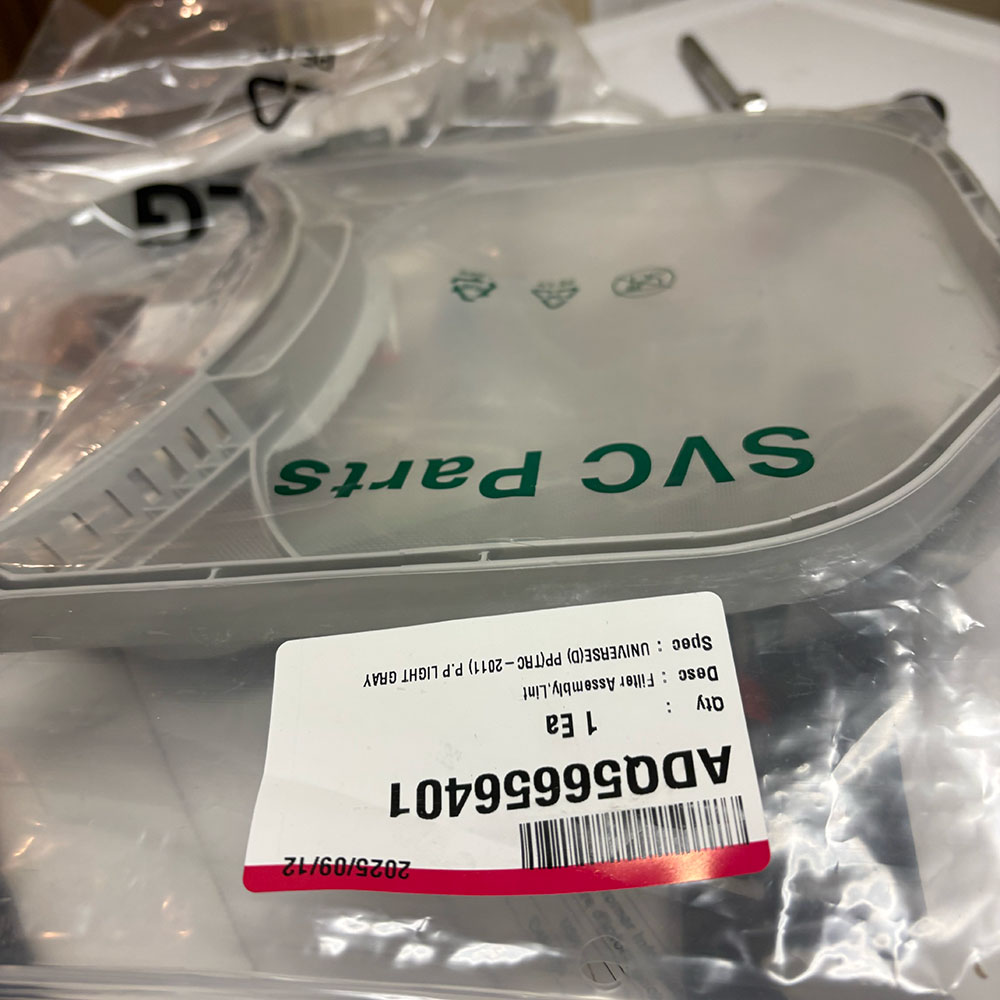 LG
SVC Parts
2025/09/12
ADQ56656401
Qty : 1 Ea
Desc : Filter Assembly,Lint
Spec : UNIVERSE(D) PP(TRC-2011) P.P LIGHT GRAY